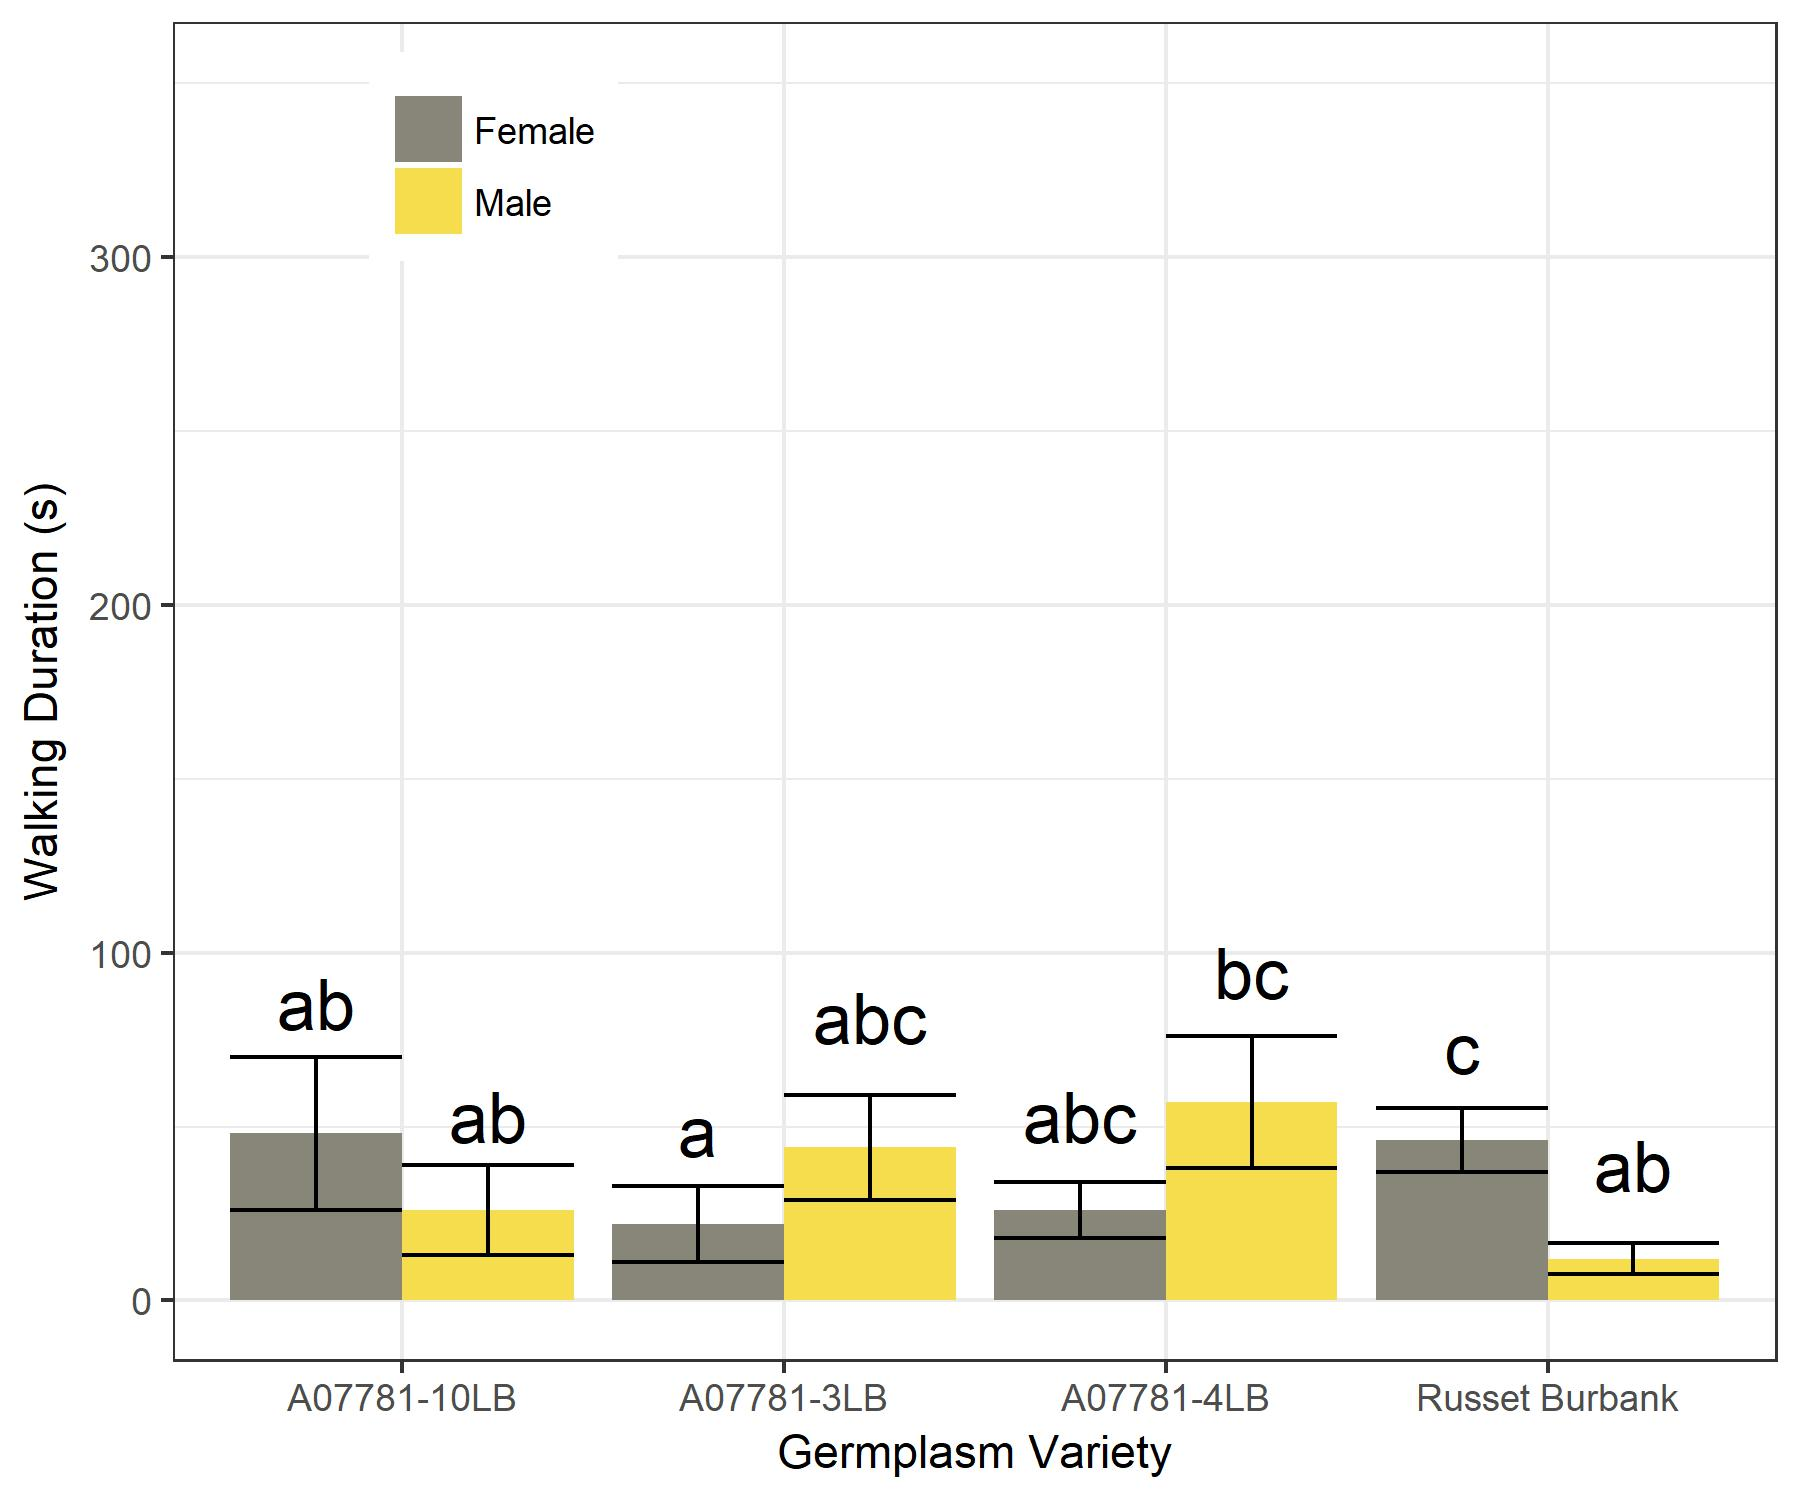 Female
Male
300
200
100
0
Walking Duration (s)
ab
ab
a
abc
abc
bc
c
ab
A07781-10LB
A07781-3LB
A07781-4LB
Russet Burbank
Germplasm Variety